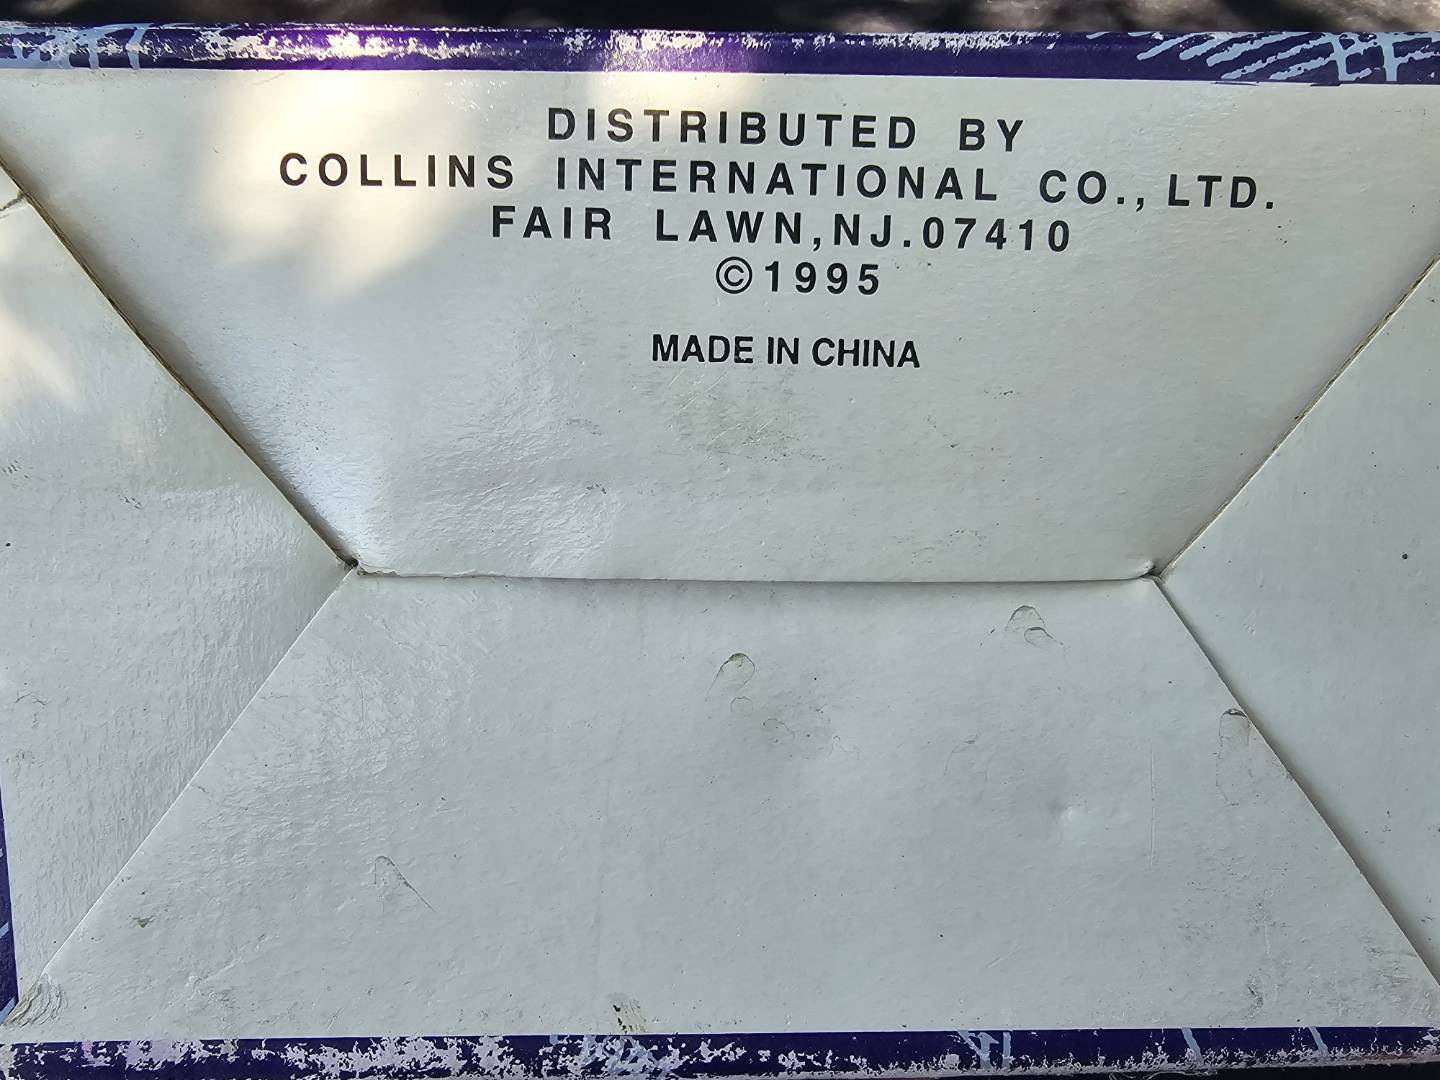 DISTRIBUTED BY
COLLINS INTERNATIONAL CO., LTD.
FAIR LAWN,NJ.07410
©1995
MADE IN CHINA